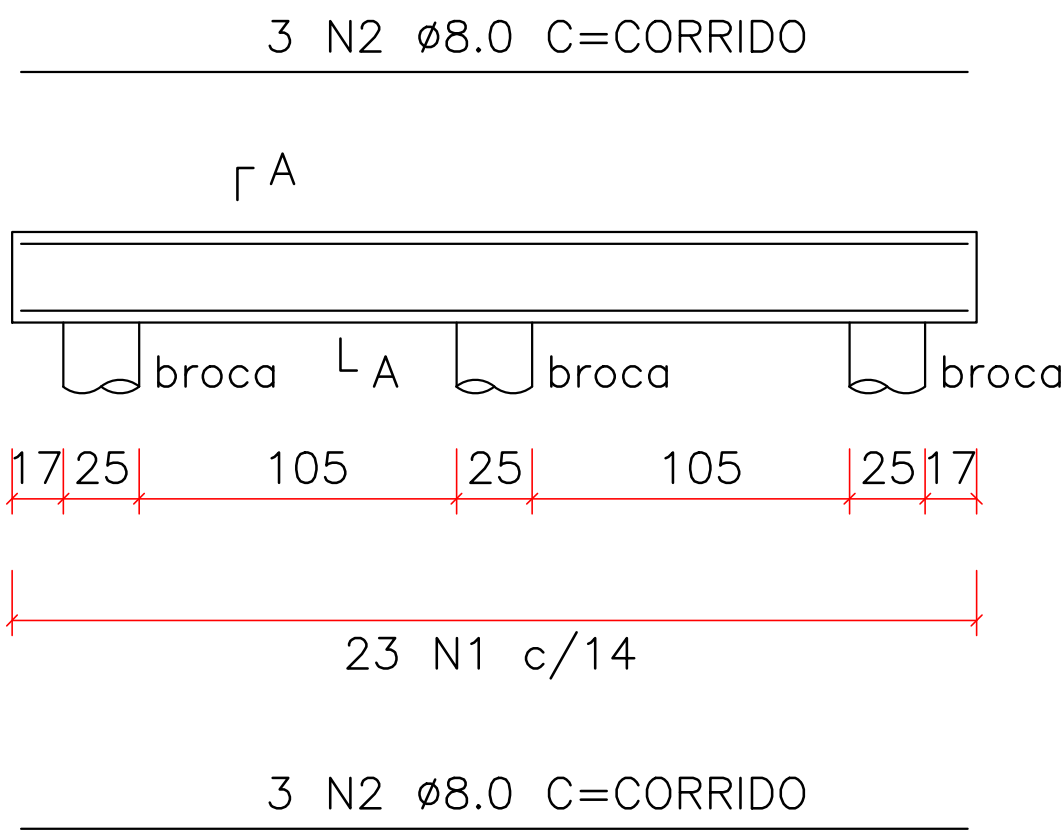 3 N2 ø8.0 C=CORRIDO
A
A
broca broca broca
17 25 105 25 105 25 17
23 N1 c/14
3 N2 ø8.0 C=CORRIDO